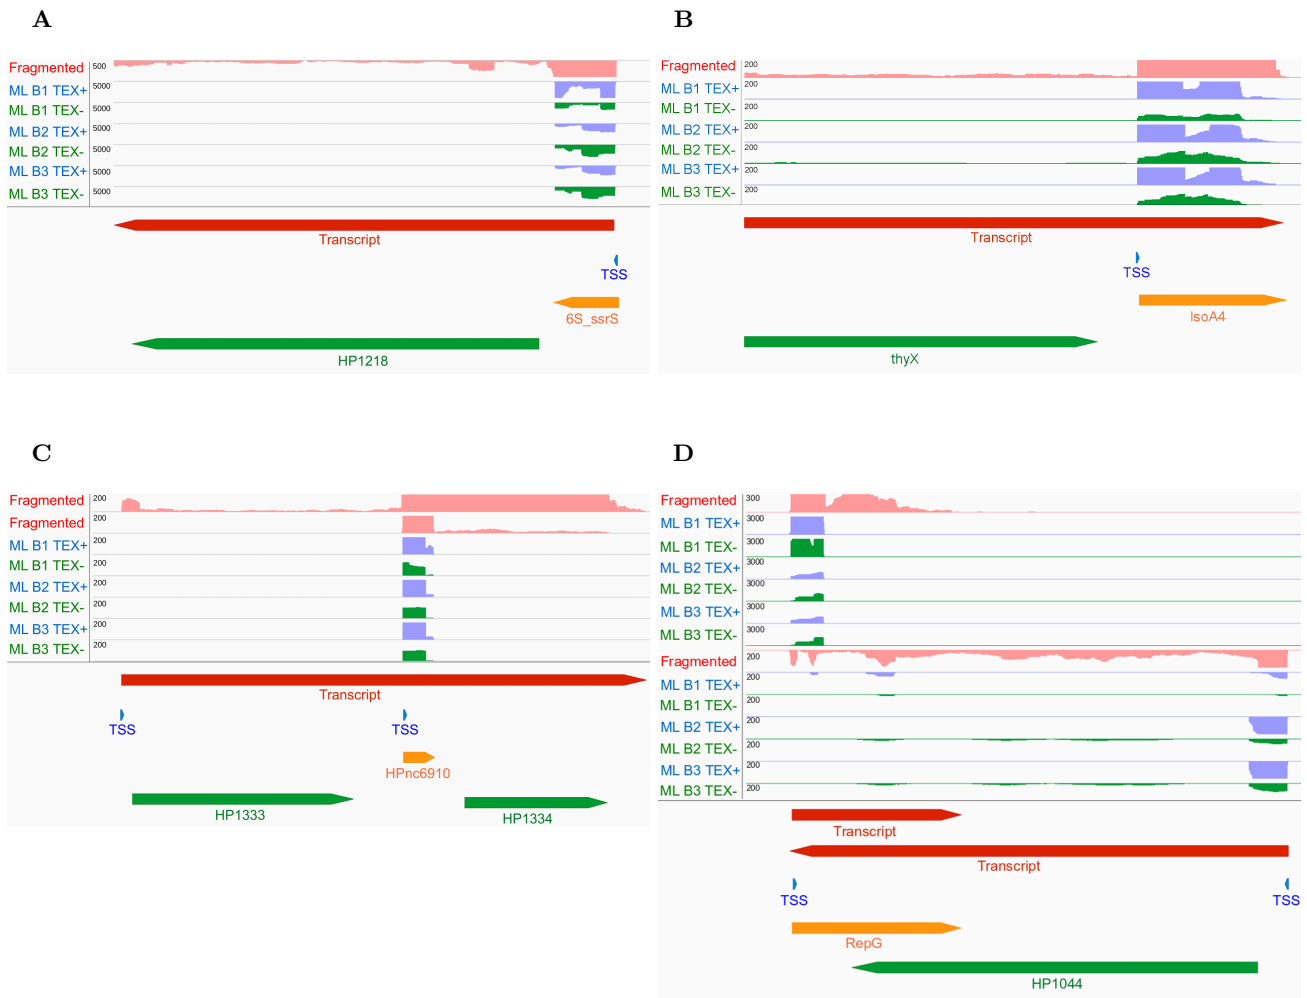 A
Fragmented 500
ML B1 TEX+ 5000
ML B1 TEX- 5000
ML B2 TEX+ 5000
ML B2 TEX- 5000
ML B3 TEX+ 5000
ML B3 TEX- 5000
Transcript
TSS
6S_ssrS
HP1218
B
Fragmented 200
ML B1 TEX+ 200
ML B1 TEX- 200
ML B2 TEX+ 200
ML B2 TEX- 200
ML B3 TEX+ 200
ML B3 TEX- 200
Transcript
TSS
IsoA4
thyX
C
Fragmented 200
Fragmented 200
ML B1 TEX+ 200
ML B1 TEX- 200
ML B2 TEX+ 200
ML B2 TEX- 200
ML B3 TEX+ 200
ML B3 TEX- 200
Transcript
TSS TSS
HPnc6910
HP1333
HP1334
D
Fragmented 300
ML B1 TEX+ 3000
ML B1 TEX- 3000
ML B2 TEX+ 3000
ML B2 TEX- 3000
ML B3 TEX+ 3000
ML B3 TEX- 3000
Fragmented 200
ML B1 TEX+ 200
ML B1 TEX- 200
ML B2 TEX+ 200
ML B2 TEX- 200
ML B3 TEX+ 200
ML B3 TEX- 200
Transcript
Transcript
TSS TSS
RepG
HP1044